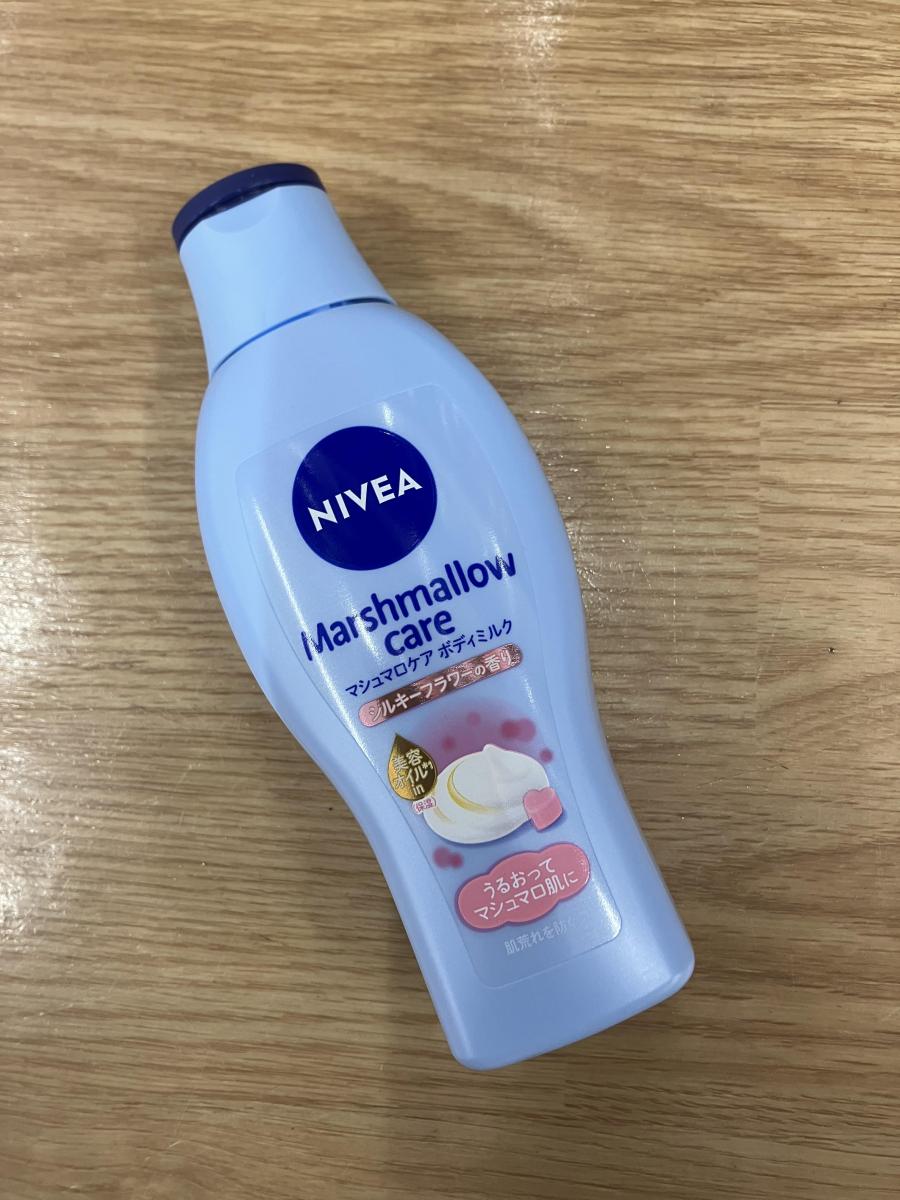 NIVEA
Marshmallow
care
マシュマロケア ボディミルク
シルキーフラワーの香り
美容
オイル*1
in
(保湿)
うるおって
マシュマロ肌に
肌荒れを防ぐ